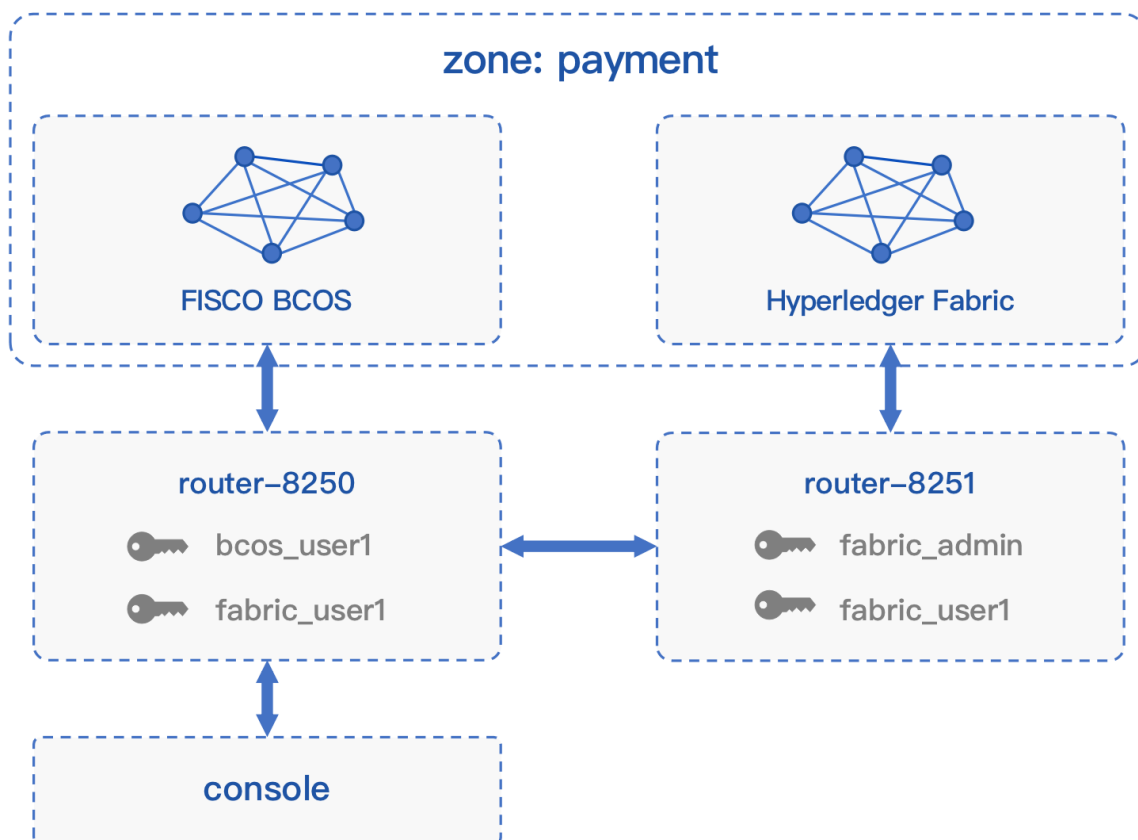 zone: payment
FISCO BCOS
Hyperledger Fabric
router-8250
bcos_user1
fabric_user1
router-8251
fabric_admin
fabric_user1
console